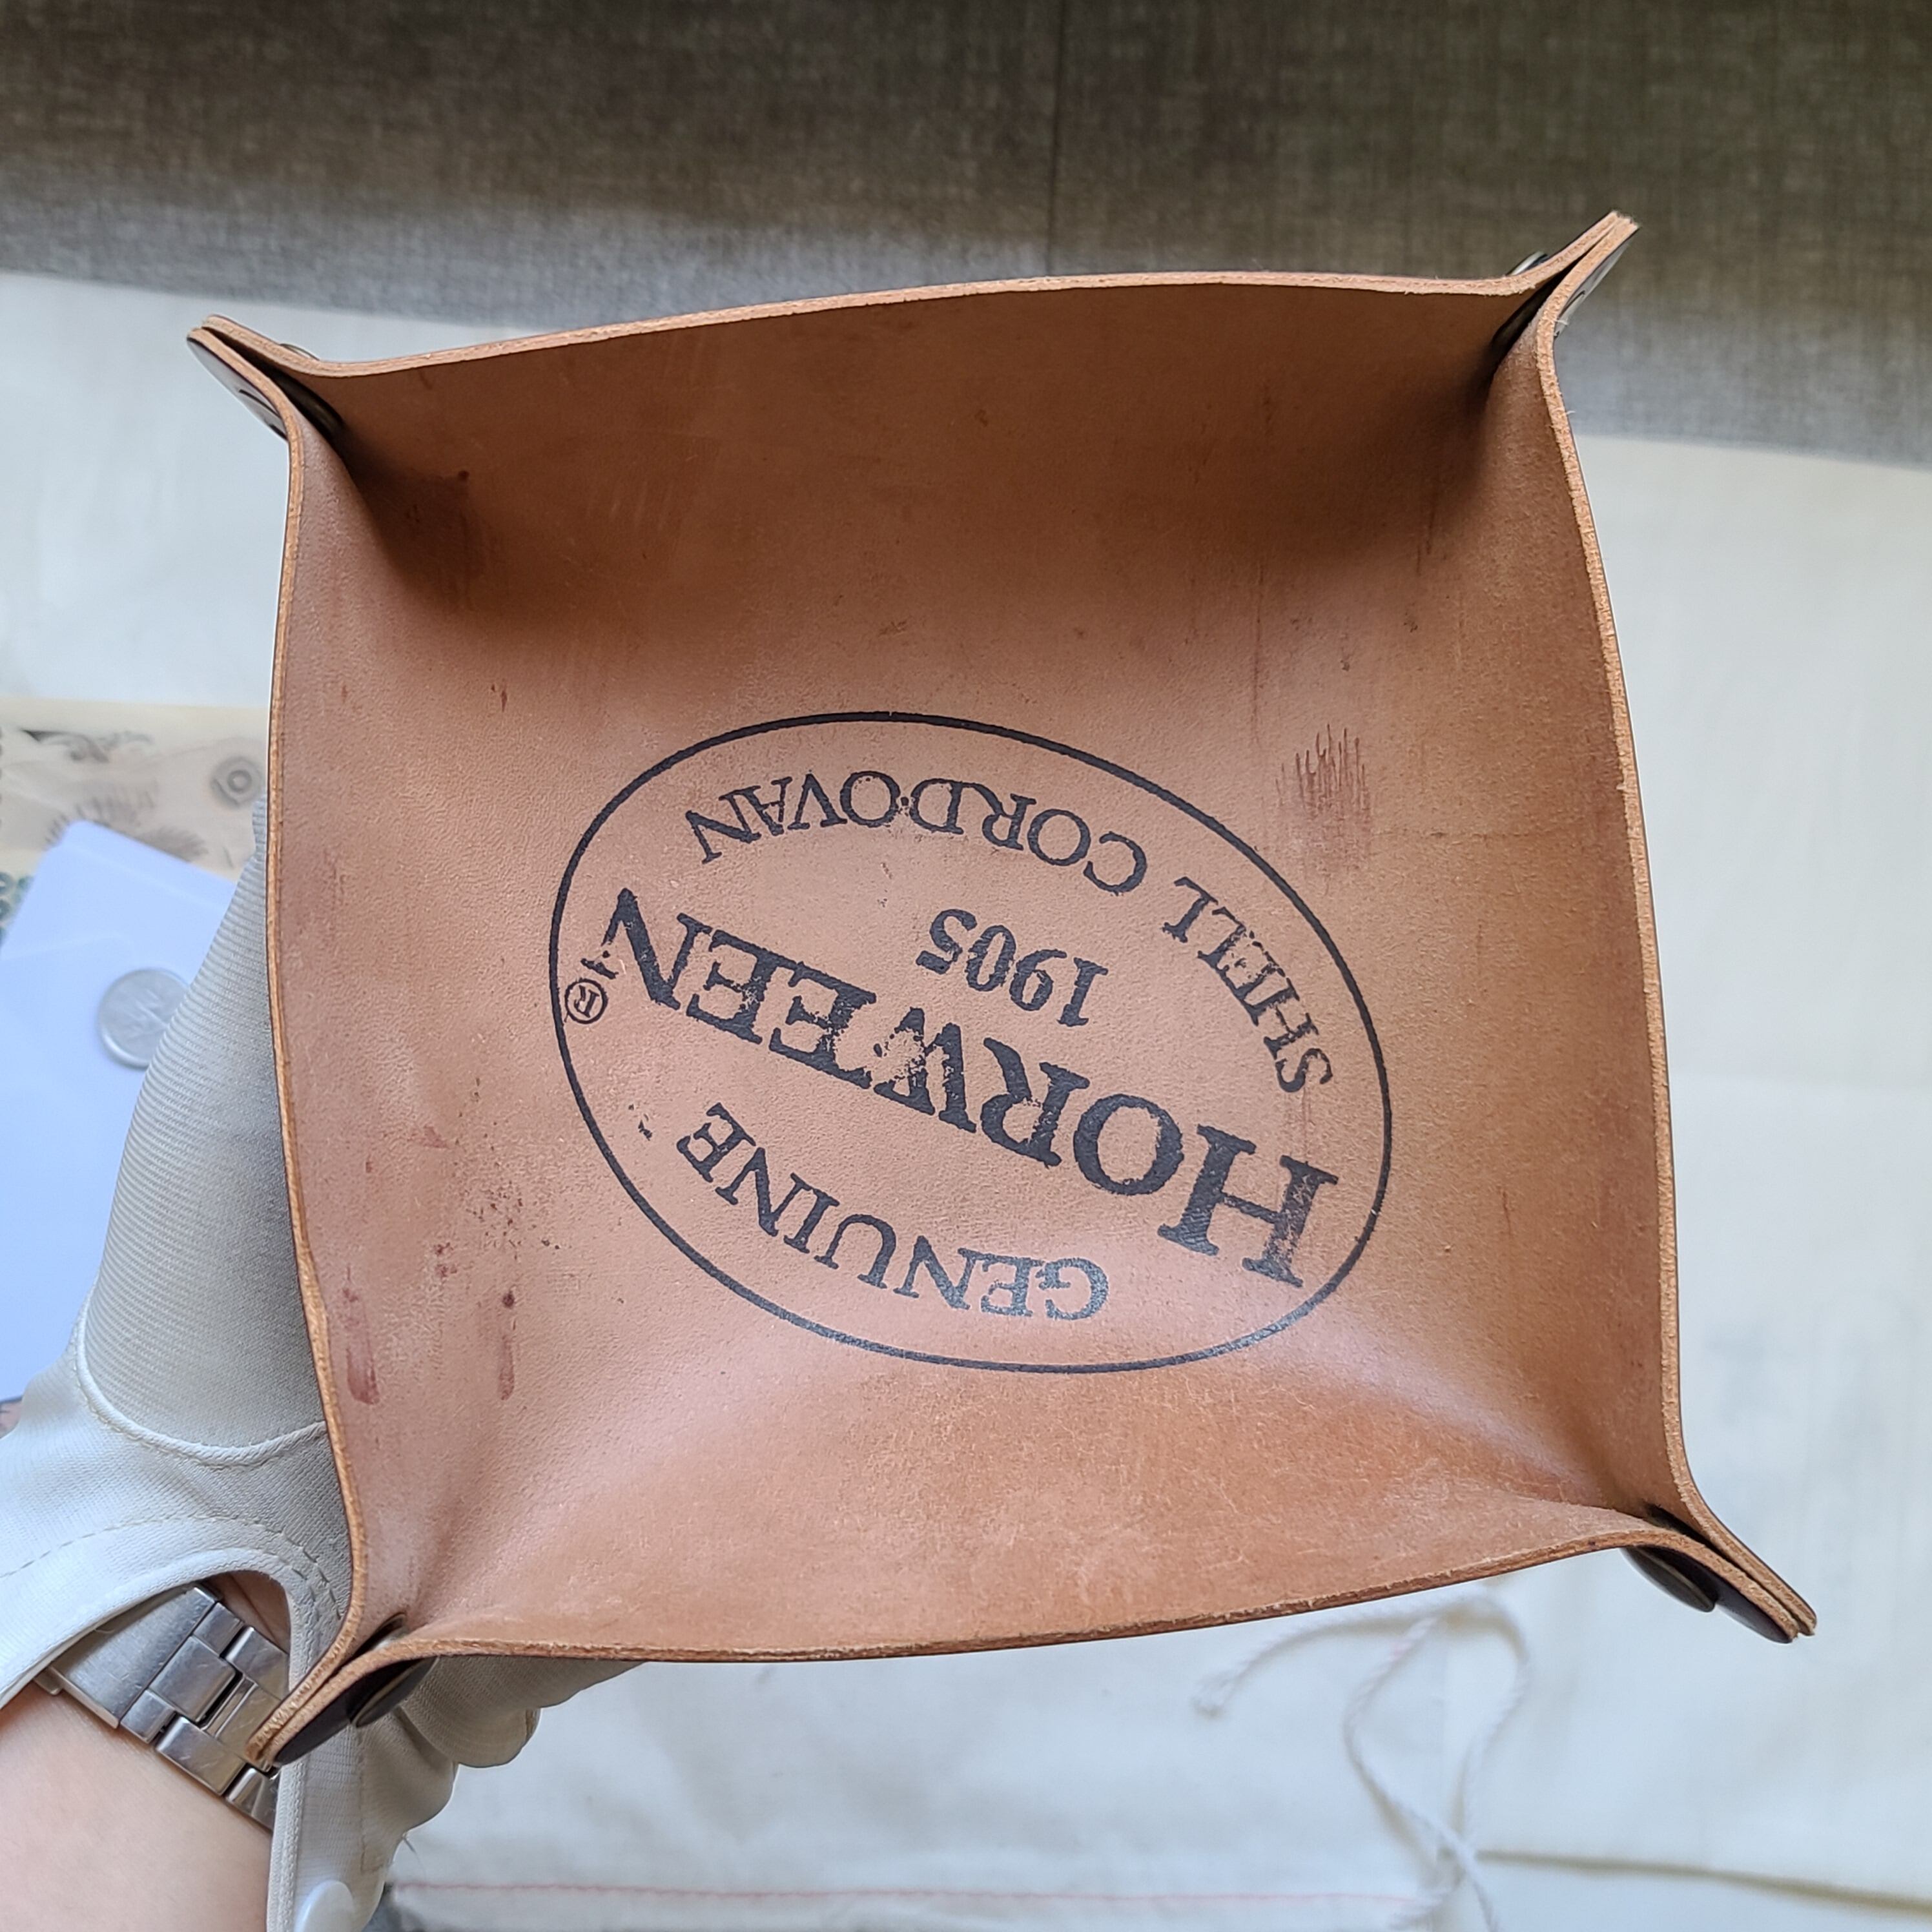 GENUINE
HORWEEN®
1905
SHELL CORDOVAN